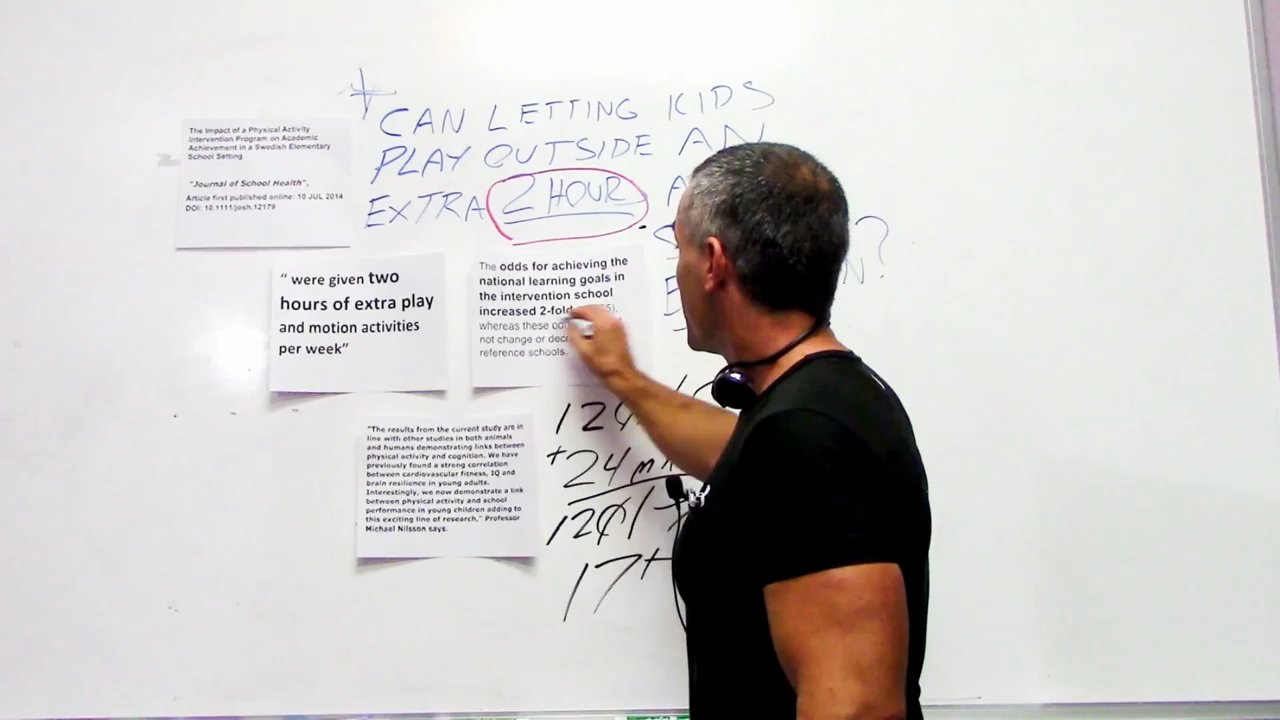 CAN LETTING KIDS
PLAY OUTSIDE AN
EXTRA 2 HOUR
?
The Impact of a Physical Activity
Intervention Program on Academic
Achievement in a Swedish Elementary
School Setting
"Journal of School Health",
Article first published online: 10 JUL 2014
DOI: 10.1111/josh.12179
" were given two
hours of extra play
and motion activities
per week"
The odds for achieving the
national learning goals in
the intervention school
increased 2-fold
whereas these
not change or
reference schools.
"The results from the current study are in
line with other studies in both animals
and humans demonstrating links between
physical activity and cognition. We have
previously found a strong correlation
between cardiovascular fitness, IQ and
brain resilience in young adults.
Interestingly, we now demonstrate a link
between physical activity and school
performance in young children adding to
this exciting line of research," Professor
Michael Nilsson says.
+24
17+